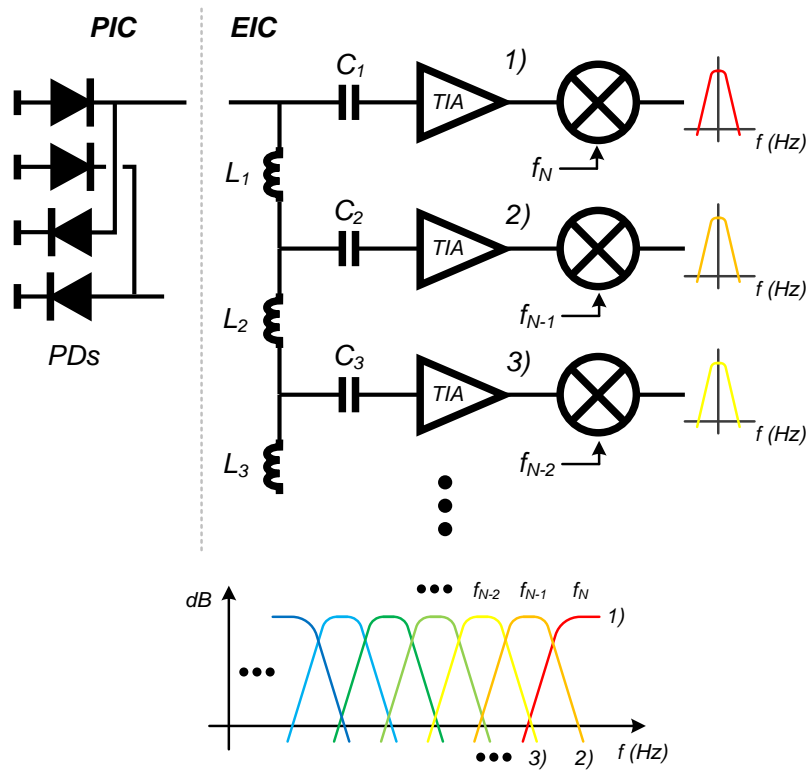 PIC
EIC
PDs
C1
TIA
1)
fN
f (Hz)
L1
C2
TIA
2)
fN-1
f (Hz)
L2
C3
TIA
3)
fN-2
f (Hz)
L3
dB
fN-2
fN-1
fN
1)
3)
2)
f (Hz)